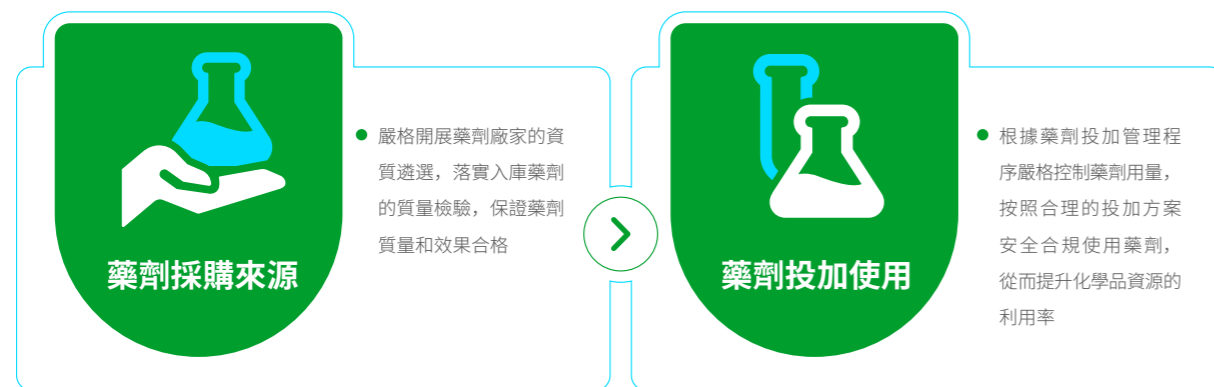 藥劑採購來源
嚴格開展藥劑廠家的資
質遴選，落實入庫藥劑
的質量檢驗，保證藥劑
質量和效果合格
藥劑投加使用
根據藥劑投加管理程
序嚴格控制藥劑用量，
按照合理的投加方案
安全合規使用藥劑，
從而提升化學品資源的
利用率